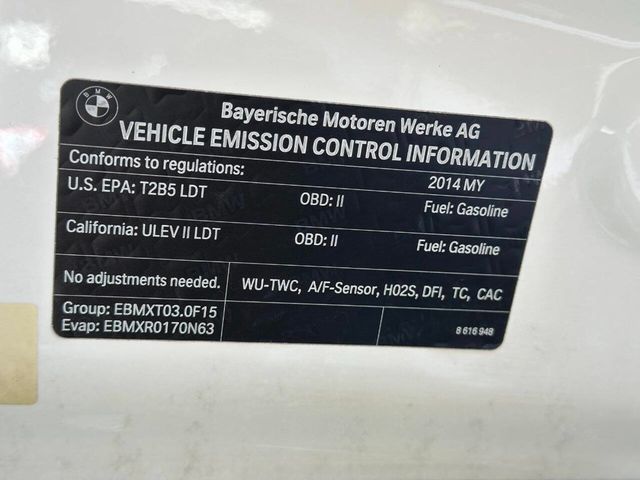 BMW
Bayerische Motoren Werke AG
VEHICLE EMISSION CONTROL INFORMATION
Conforms to regulations: 2014 MY
U.S. EPA: T2B5 LDT OBD: II Fuel: Gasoline
California: ULEV II LDT OBD: II Fuel: Gasoline
No adjustments needed. WU-TWC, A/F-Sensor, H02S, DFI, TC, CAC
Group: EBMXT03.0F15
Evap: EBMXR0170N63 8 616 948